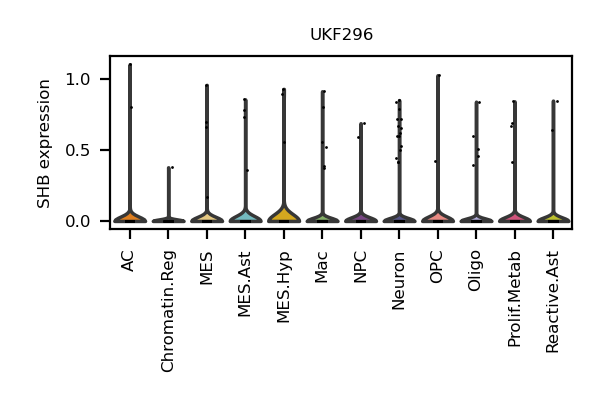 UKF296
SHB expression
1.0
0.5
0.0
AC
Chromatin.Reg
MES
MES.Ast
MES.Hyp
Mac
NPC
Neuron
OPC
Oligo
Prolif.Metab
Reactive.Ast